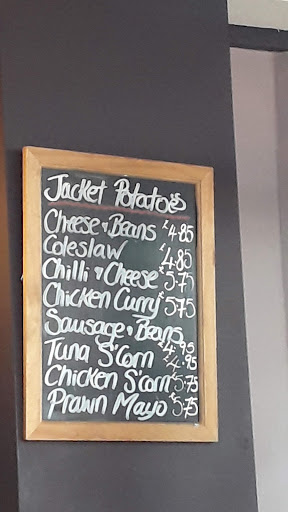 Jacket Potatoes
Cheese & Beans £4.85
Coleslaw £4.85
Chilli & Cheese £5.75
Chicken Curry £5.75
Sausage & Beans £4.95
Tuna S'Corn £4.95
Chicken S'corn £5.75
Prawn Mayo £5.75